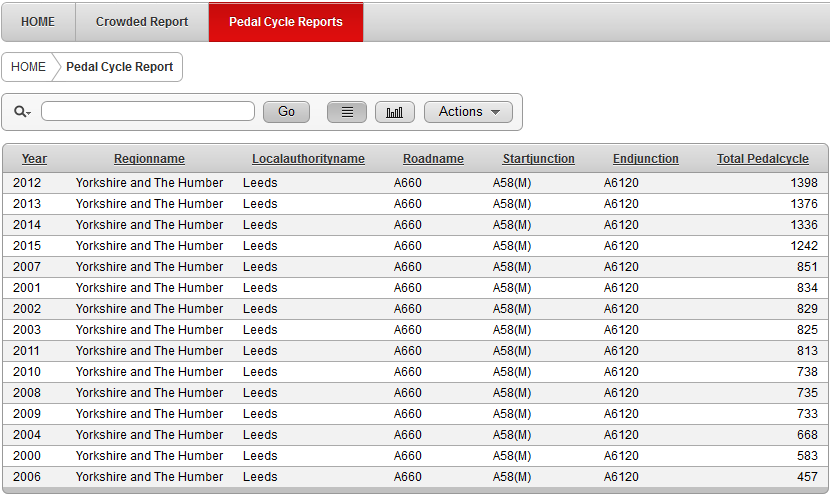 HOME Crowded Report Pedal Cycle Reports
HOME Pedal Cycle Report
Go Actions
Year Regionname Localauthorityname Roadname Startjunction Endjunction Total Pedalcycle
2012 Yorkshire and The Humber Leeds A660 A58(M) A6120 1398
2013 Yorkshire and The Humber Leeds A660 A58(M) A6120 1376
2014 Yorkshire and The Humber Leeds A660 A58(M) A6120 1336
2015 Yorkshire and The Humber Leeds A660 A58(M) A6120 1242
2007 Yorkshire and The Humber Leeds A660 A58(M) A6120 851
2001 Yorkshire and The Humber Leeds A660 A58(M) A6120 834
2002 Yorkshire and The Humber Leeds A660 A58(M) A6120 829
2003 Yorkshire and The Humber Leeds A660 A58(M) A6120 825
2011 Yorkshire and The Humber Leeds A660 A58(M) A6120 813
2010 Yorkshire and The Humber Leeds A660 A58(M) A6120 738
2008 Yorkshire and The Humber Leeds A660 A58(M) A6120 735
2009 Yorkshire and The Humber Leeds A660 A58(M) A6120 733
2004 Yorkshire and The Humber Leeds A660 A58(M) A6120 668
2000 Yorkshire and The Humber Leeds A660 A58(M) A6120 583
2006 Yorkshire and The Humber Leeds A660 A58(M) A6120 457